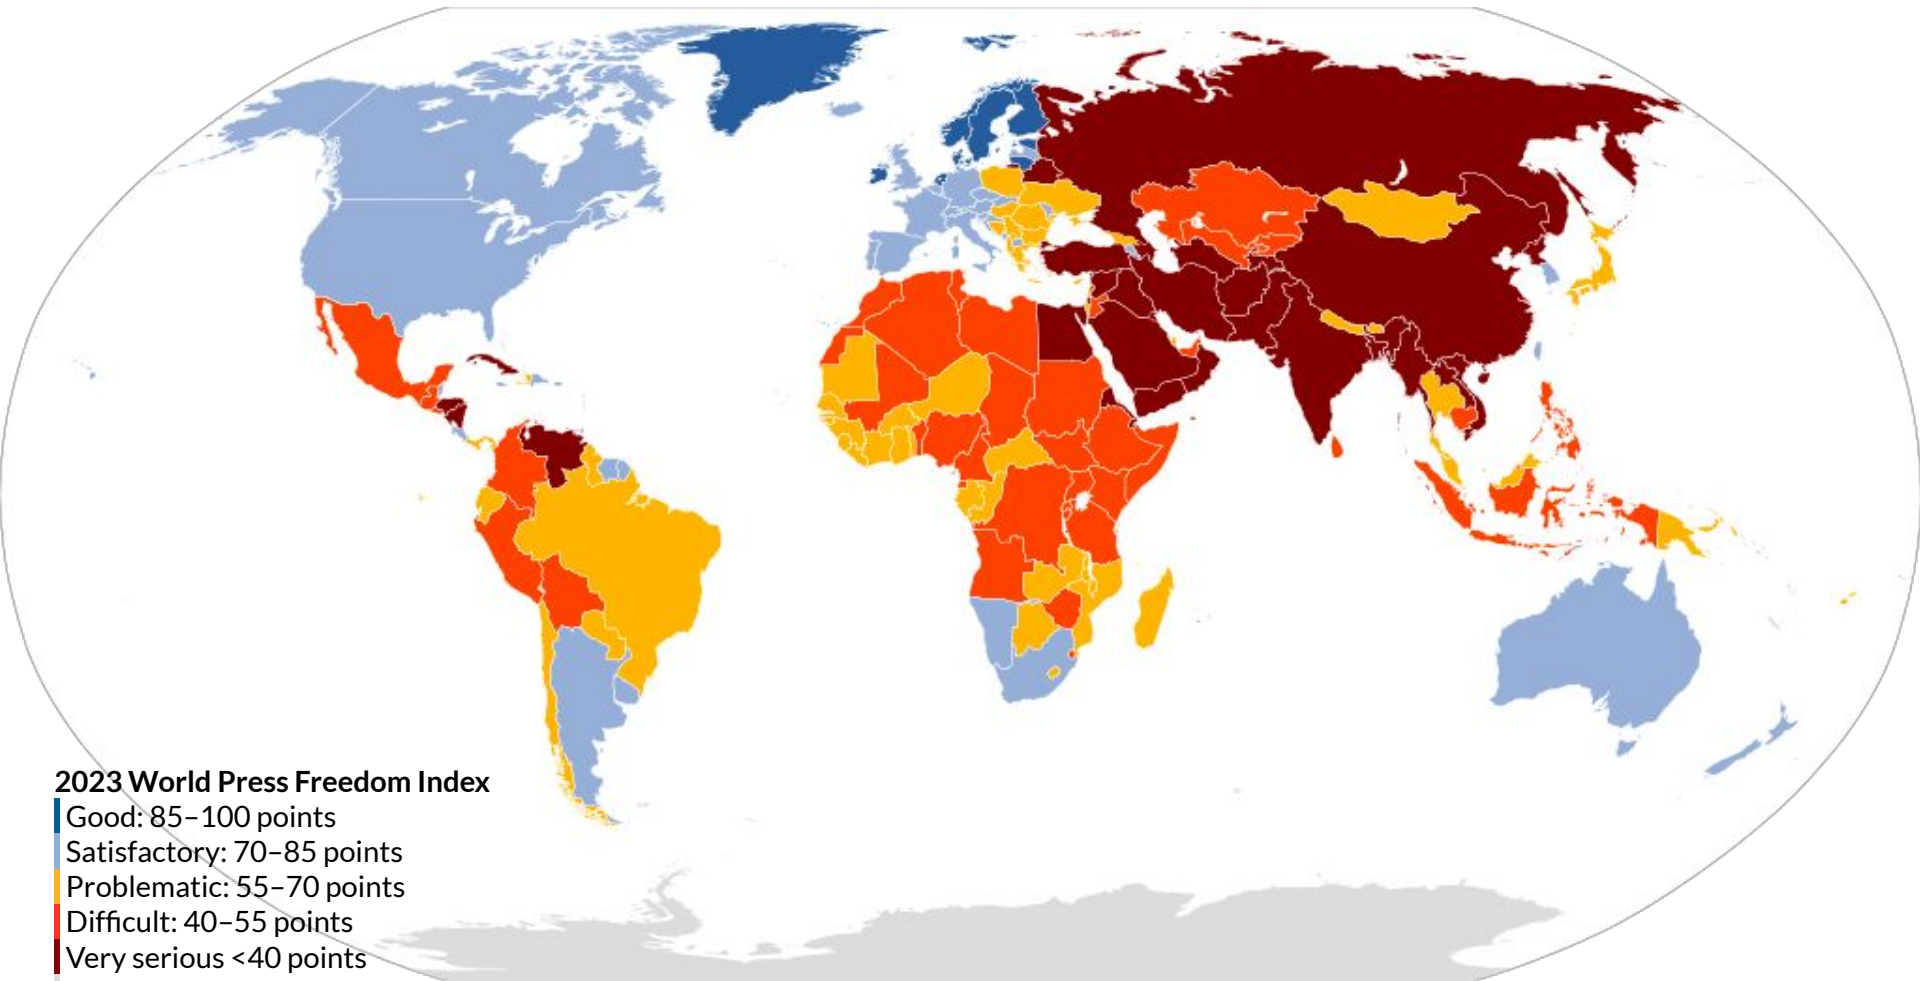 2023 World Press Freedom Index
Good: 85–100 points
Satisfactory: 70–85 points
Problematic: 55–70 points
Difficult: 40–55 points
Very serious <40 points